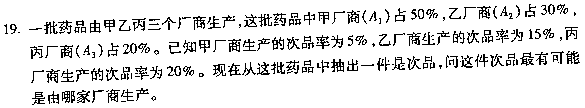 19. 一批药品由甲乙丙三个厂商生产，这批药品中甲厂商(A₁)占50%，乙厂商(A₂)占30%，
丙厂商(A₃)占20%。已知甲厂商生产的次品率为5%，乙厂商生产的次品率为15%，丙
厂商生产的次品率为20%。现在从这批药品中抽出一件是次品，问这件次品最有可能
是由哪家厂商生产。